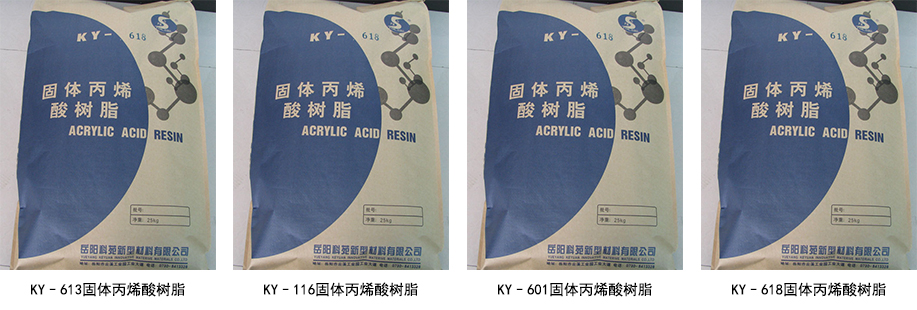 KY- 618
固体丙烯
酸树脂
ACRYLIC ACID RESIN
批号:
净重: 25kg
岳阳科苑新型材料有限公司
KY-613固体丙烯酸树脂
KY- 618
固体丙烯
酸树脂
ACRYLIC ACID RESIN
批号:
净重: 25kg
岳阳科苑新型材料有限公司
KY-116固体丙烯酸树脂
KY- 618
固体丙烯
酸树脂
ACRYLIC ACID RESIN
批号:
净重: 25kg
岳阳科苑新型材料有限公司
KY-601固体丙烯酸树脂
KY- 618
固体丙烯
酸树脂
ACRYLIC ACID RESIN
批号:
净重: 25kg
岳阳科苑新型材料有限公司
KY-618固体丙烯酸树脂